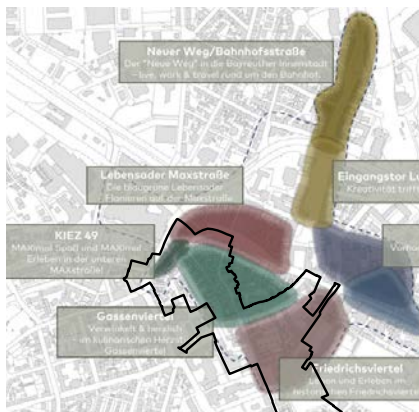 Neuer Weg/Bahnhofsstraße
Der "Neue Weg" in die Bayreuther Innenstadt
– live, work & travel rund um den Bahnhof.
Lebensader Maxstraße
Die blaugrüne Lebensader
Flanieren auf der Maxstraße
Eingangstor Lu
Kreativität trifft
KIEZ 49
MAXimal Spaß und MAXimal
Erleben in der unteren
MAXstraße!
Gassenviertel
Verwinkelt & herzlich
im kulinarischen Herzen
Gassenviertel
Friedrichsviertel
Leben und Erleben im
historischen Friedrichsviertel